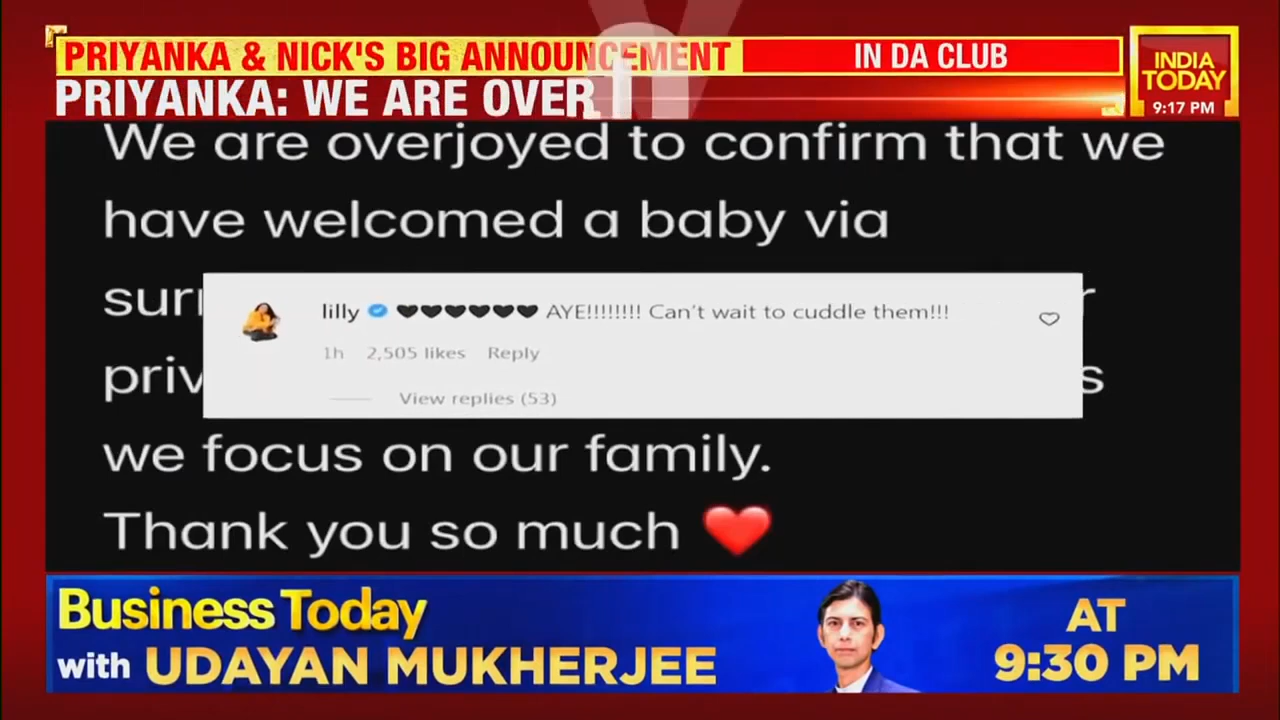 PRIYANKA & NICK'S BIG ANNOUNCEMENT
IN DA CLUB
INDIA
TODAY
9:17 PM
PRIYANKA: WE ARE OVER
We are overjoyed to confirm that we
have welcomed a baby via
lilly ♥♥♥♥♥♥ AYE!!!!!!!! Can't wait to cuddle them!!!
1h 2,505 likes Reply
View replies (53)
we focus on our family.
Thank you so much ❤️
Business Today
with UDAYAN MUKHERJEE
AT
9:30 PM